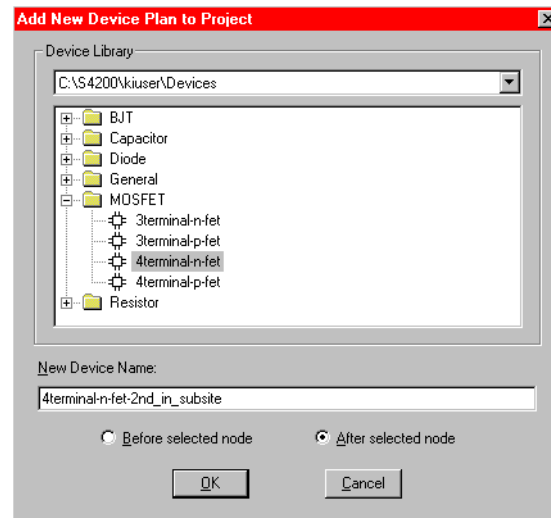 Add New Device Plan to Project
Device Library
C:\S4200\kiuser\Devices
BJT
Capacitor
Diode
General
MOSFET
3terminal-n-fet
3terminal-p-fet
4terminal-n-fet
4terminal-p-fet
Resistor
New Device Name:
4terminal-n-fet-2nd_in_subsite
Before selected node
After selected node
OK
Cancel